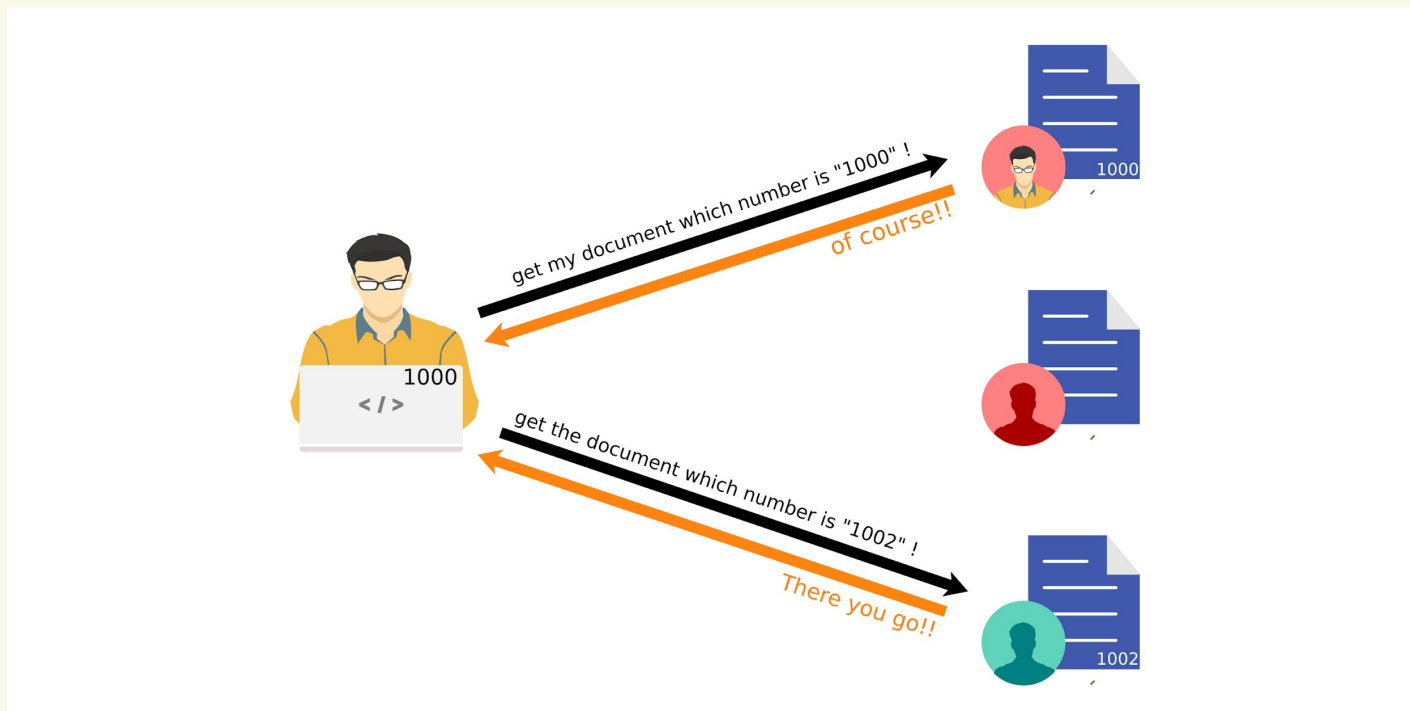 get my document which number is "1000" !
of course!!
1000
1000
</>
get the document which number is "1002" !
There you go!!
1002